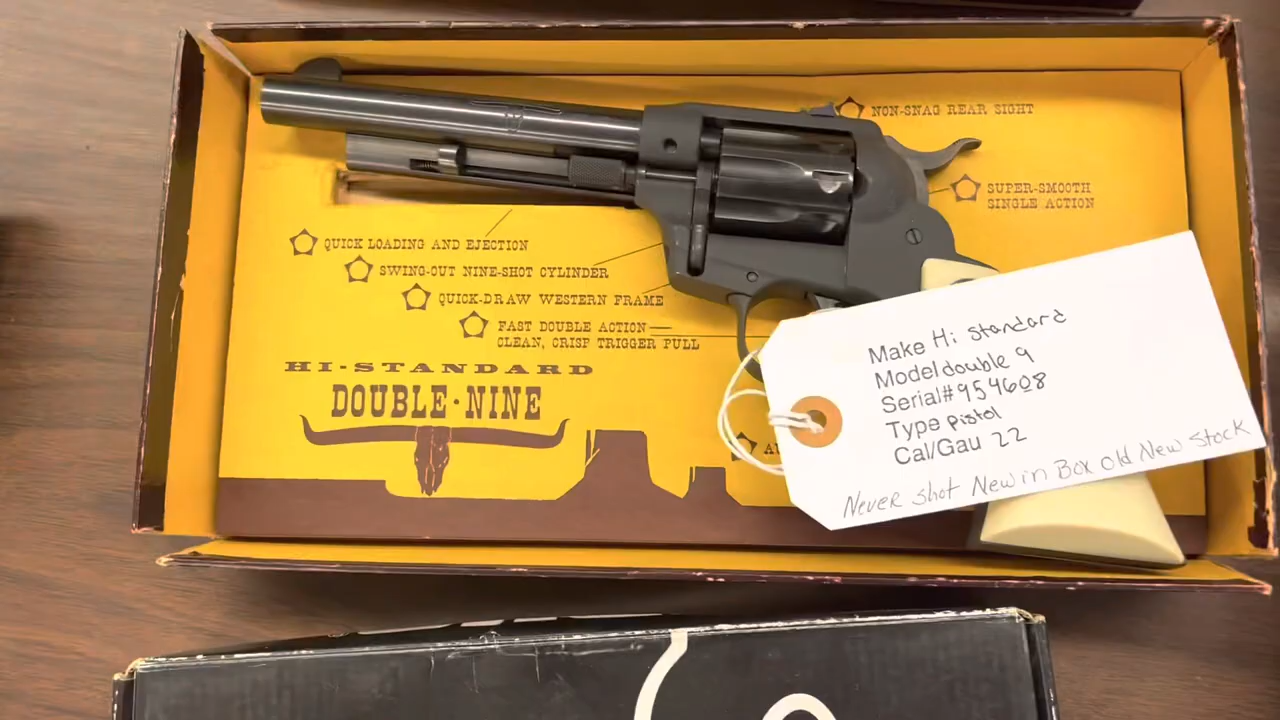 NON-SNAG REAR SIGHT
SUPER-SMOOTH
SINGLE ACTION
QUICK LOADING AND EJECTION
SWING-OUT NINE-SHOT CYLINDER
QUICK-DRAW WESTERN FRAME
FAST DOUBLE ACTION
CLEAN, CRISP TRIGGER PULL
HI-STANDARD
DOUBLE·NINE
Make Hi Standard
Model double 9
Serial# 954608
Type pistol
Cal/Gau 22
Never shot New in Box Old New Stock